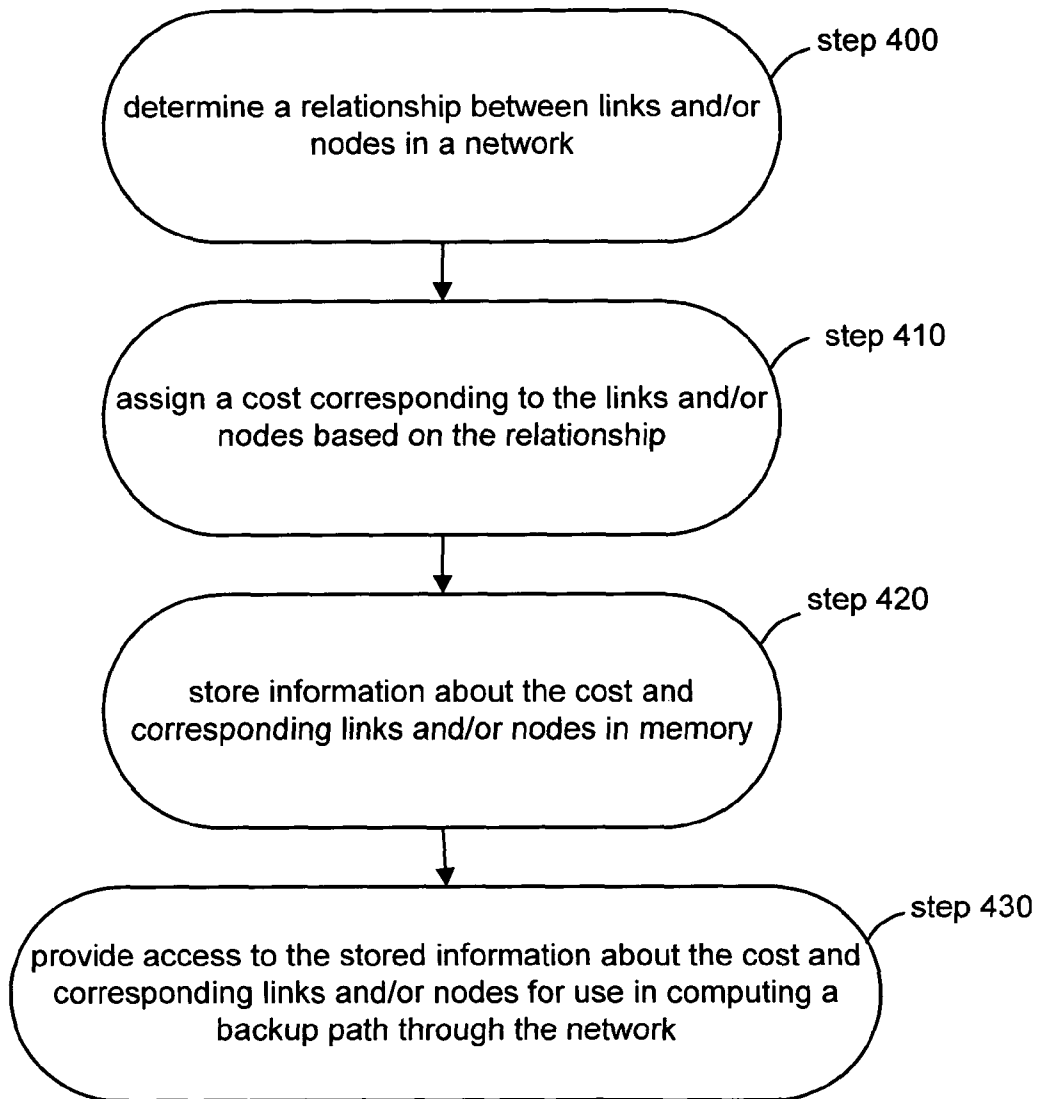 step 400
determine a relationship between links and/or
nodes in a network
step 410
assign a cost corresponding to the links and/or
nodes based on the relationship
step 420
store information about the cost and
corresponding links and/or nodes in memory
step 430
provide access to the stored information about the cost and
corresponding links and/or nodes for use in computing a
backup path through the network